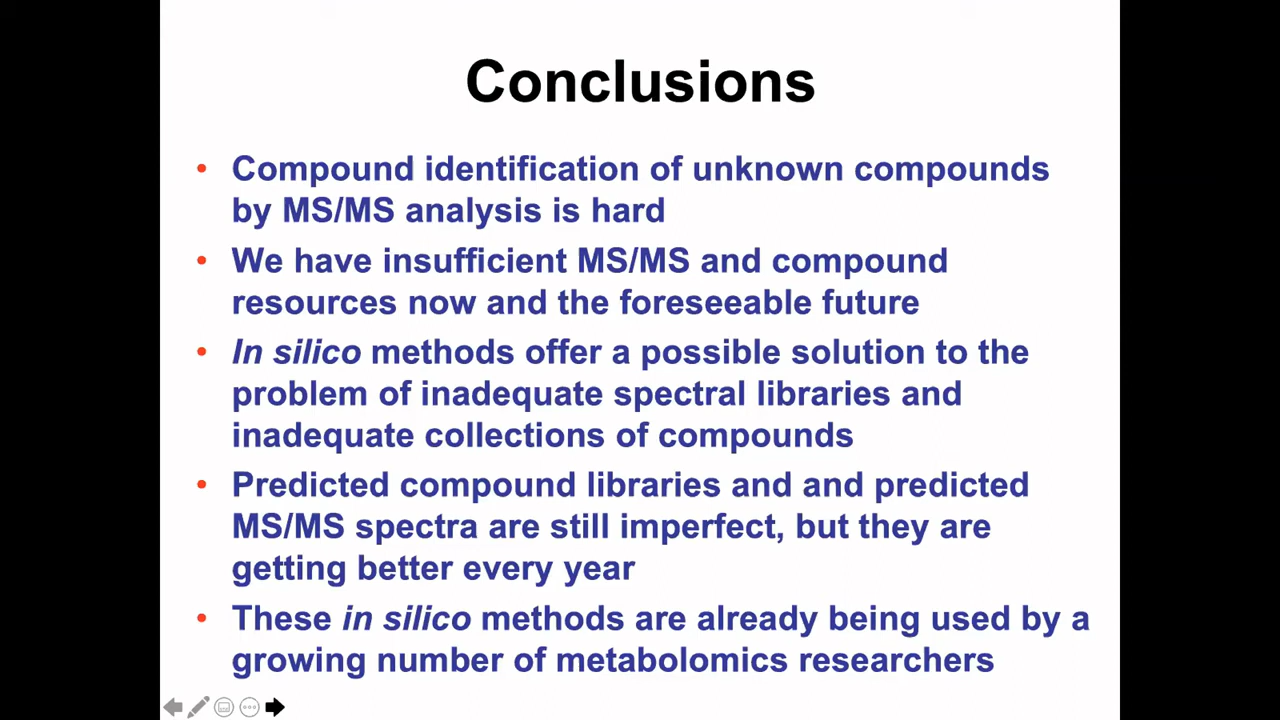 Conclusions
• Compound identification of unknown compounds
by MS/MS analysis is hard
• We have insufficient MS/MS and compound
resources now and the foreseeable future
• In silico methods offer a possible solution to the
problem of inadequate spectral libraries and
inadequate collections of compounds
• Predicted compound libraries and and predicted
MS/MS spectra are still imperfect, but they are
getting better every year
• These in silico methods are already being used by a
growing number of metabolomics researchers